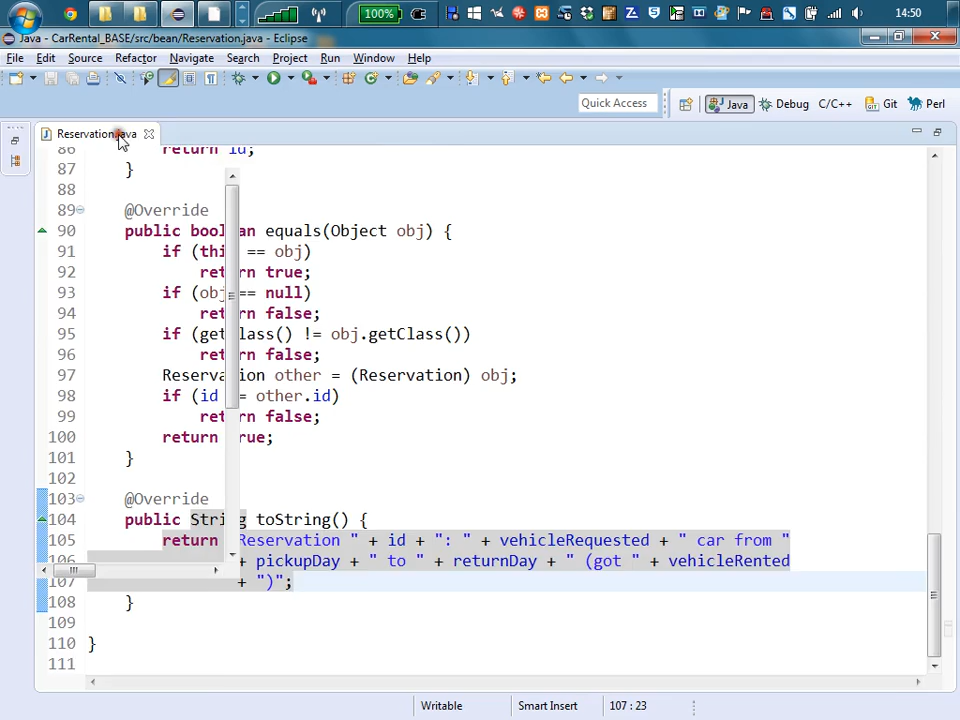 100%
14:50
Java - CarRental_BASE/src/bean/Reservation.java - Eclipse
File Edit Source Refactor Navigate Search Project Run Window Help
Quick Access
Java Debug C/C++ Git Perl
Reservation.java
86 return id;
87 }
88
89 @Override
90 public boolean equals(Object obj) {
91 if (this == obj)
92 return true;
93 if (obj == null)
94 return false;
95 if (getClass() != obj.getClass())
96 return false;
97 Reservation other = (Reservation) obj;
98 if (id != other.id)
99 return false;
100 return true;
101 }
102
103 @Override
104 public String toString() {
105 return "Reservation " + id + ": " + vehicleRequested + " car from "
106 + pickupDay + " to " + returnDay + " (got " + vehicleRented
107 + ")";
108 }
109
110 }
111
Writable Smart Insert 107 : 23